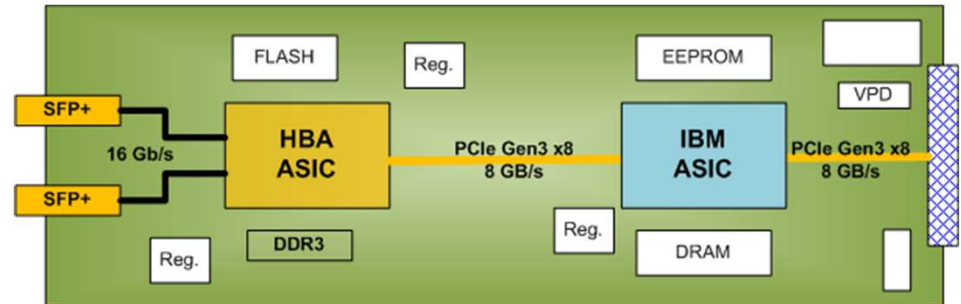 FLASH
Reg.
EEPROM
VPD
SFP+
16 Gb/s
SFP+
HBA
ASIC
PCIe Gen3 x8
8 GB/s
IBM
ASIC
PCIe Gen3 x8
8 GB/s
Reg.
DDR3
Reg.
DRAM